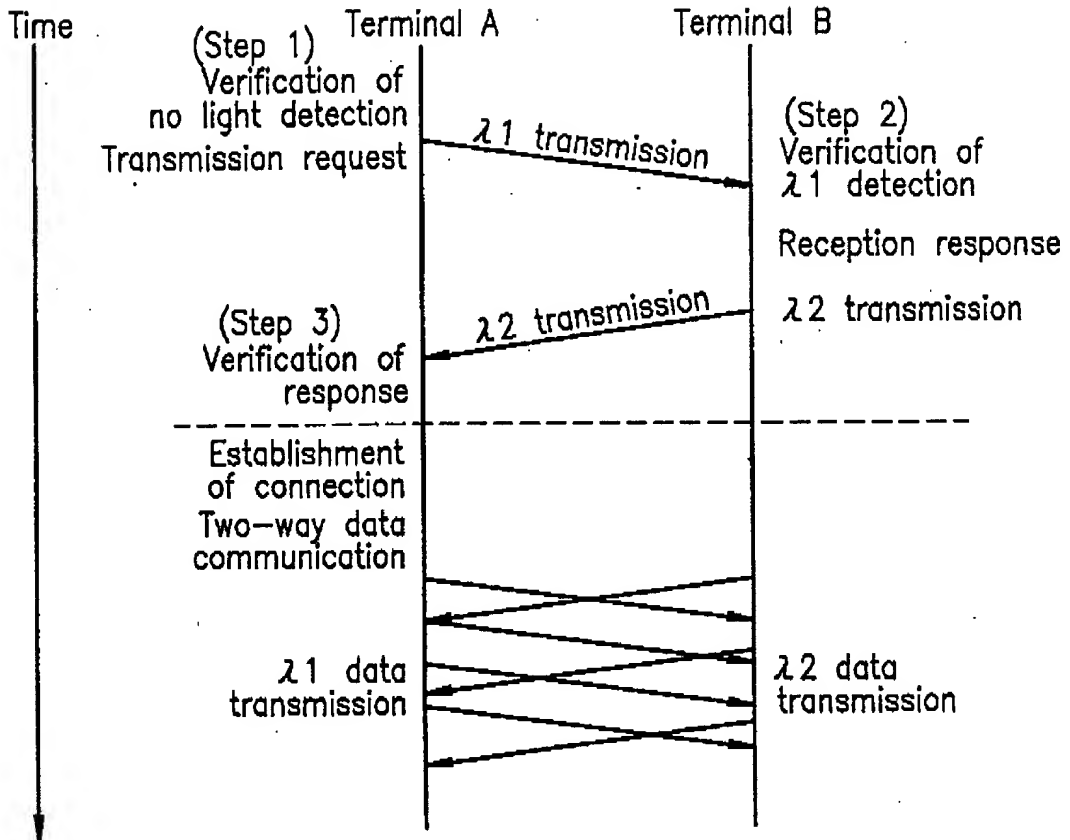 Time
Terminal A
Terminal B
(Step 1)
Verification of
no light detection
Transmission request
λ1 transmission
(Step 2)
Verification of
λ1 detection
Reception response
λ2 transmission
λ2 transmission
(Step 3)
Verification of
response
Establishment
of connection
Two-way data
communication
λ1 data
transmission
λ2 data
transmission